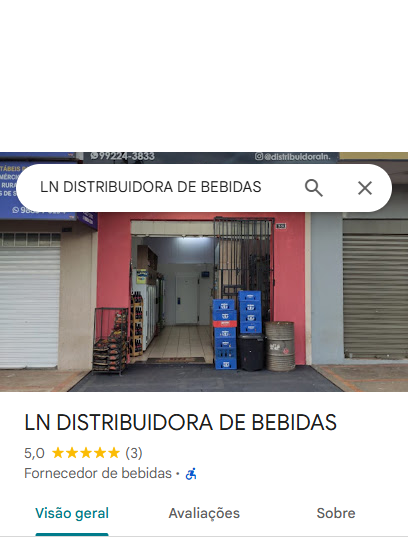 99224-3833
@distribuidoraln.
LN DISTRIBUIDORA DE BEBIDAS
LN DISTRIBUIDORA DE BEBIDAS
5,0 ★★★★★ (3)
Fornecedor de bebidas ·
Visão geral
Avaliações
Sobre